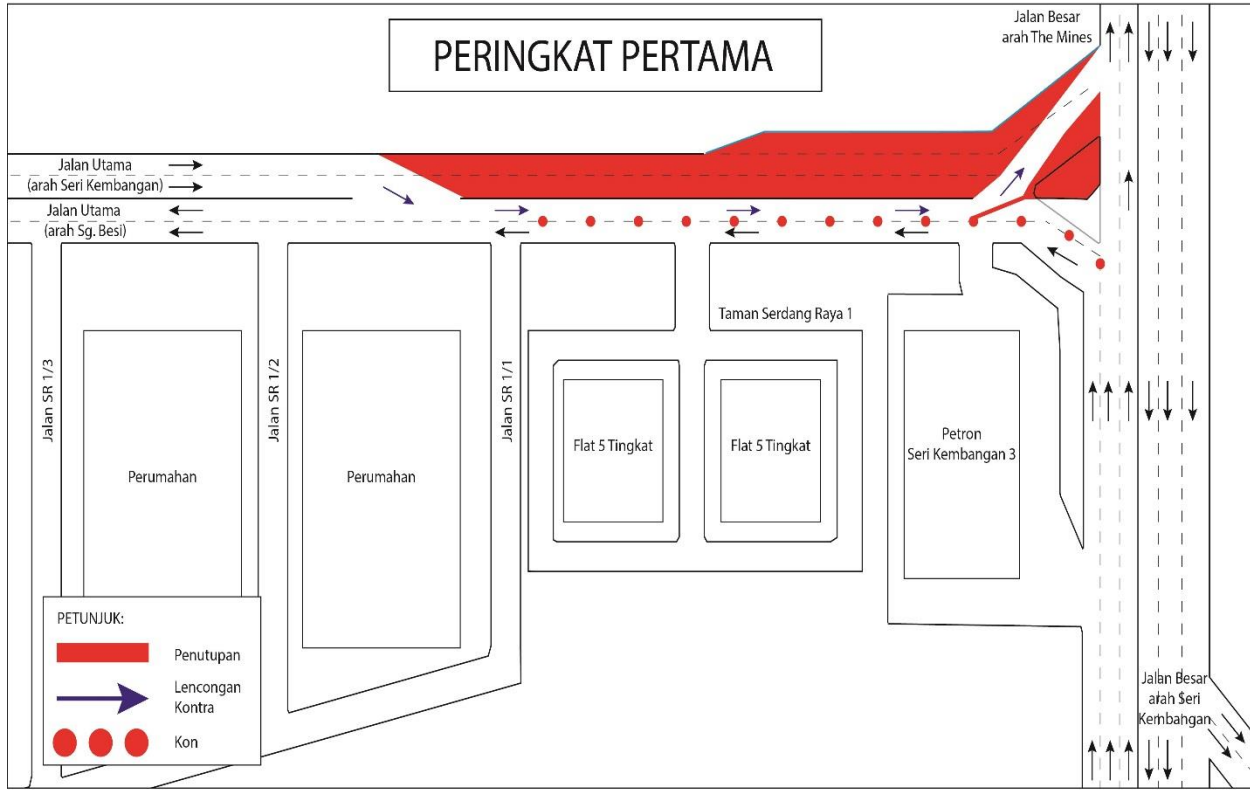 Jalan Besar
arah The Mines
PERINGKAT PERTAMA
Jalan Utama
(arah Seri Kembangan)
Jalan Utama
(arah Sg. Besi)
Taman Serdang Raya 1
Jalan SR 1/3
Jalan SR 1/2
Jalan SR 1/1
Perumahan
Perumahan
Flat 5 Tingkat
Flat 5 Tingkat
Petron
Seri Kembangan 3
PETUNJUK:
Penutupan
Lencongan
Kontra
Kon
Jalan Besar
arah Seri
Kembangan